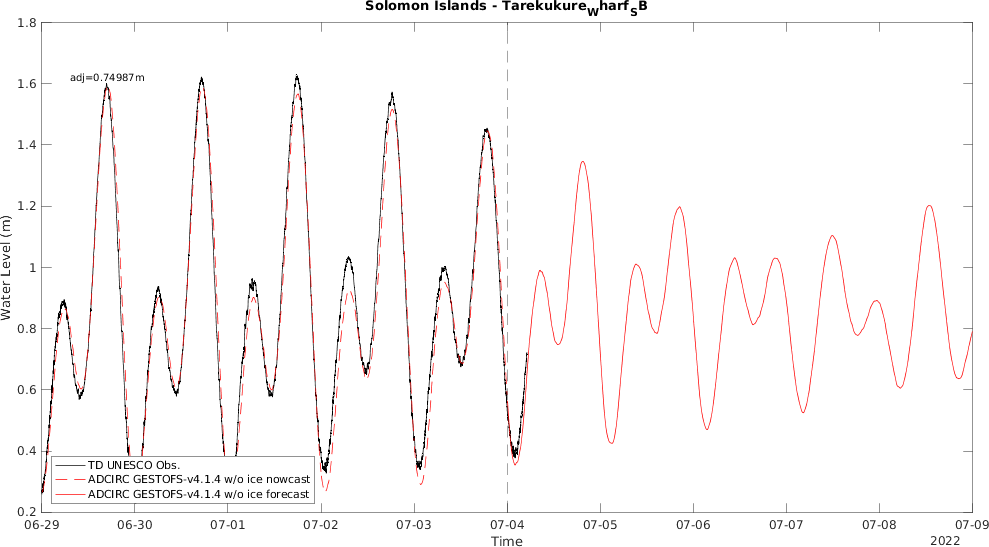 Solomon Islands - Tarekukure_Wharf_SB
adj=0.74987m
Water Level (m)
1.8
1.6
1.4
1.2
1
0.8
0.6
0.4
0.2
TD UNESCO Obs.
ADCIRC GESTOFS-v4.1.4 w/o ice nowcast
ADCIRC GESTOFS-v4.1.4 w/o ice forecast
06-29 06-30 07-01 07-02 07-03 07-04 07-05 07-06 07-07 07-08 07-09
Time
2022